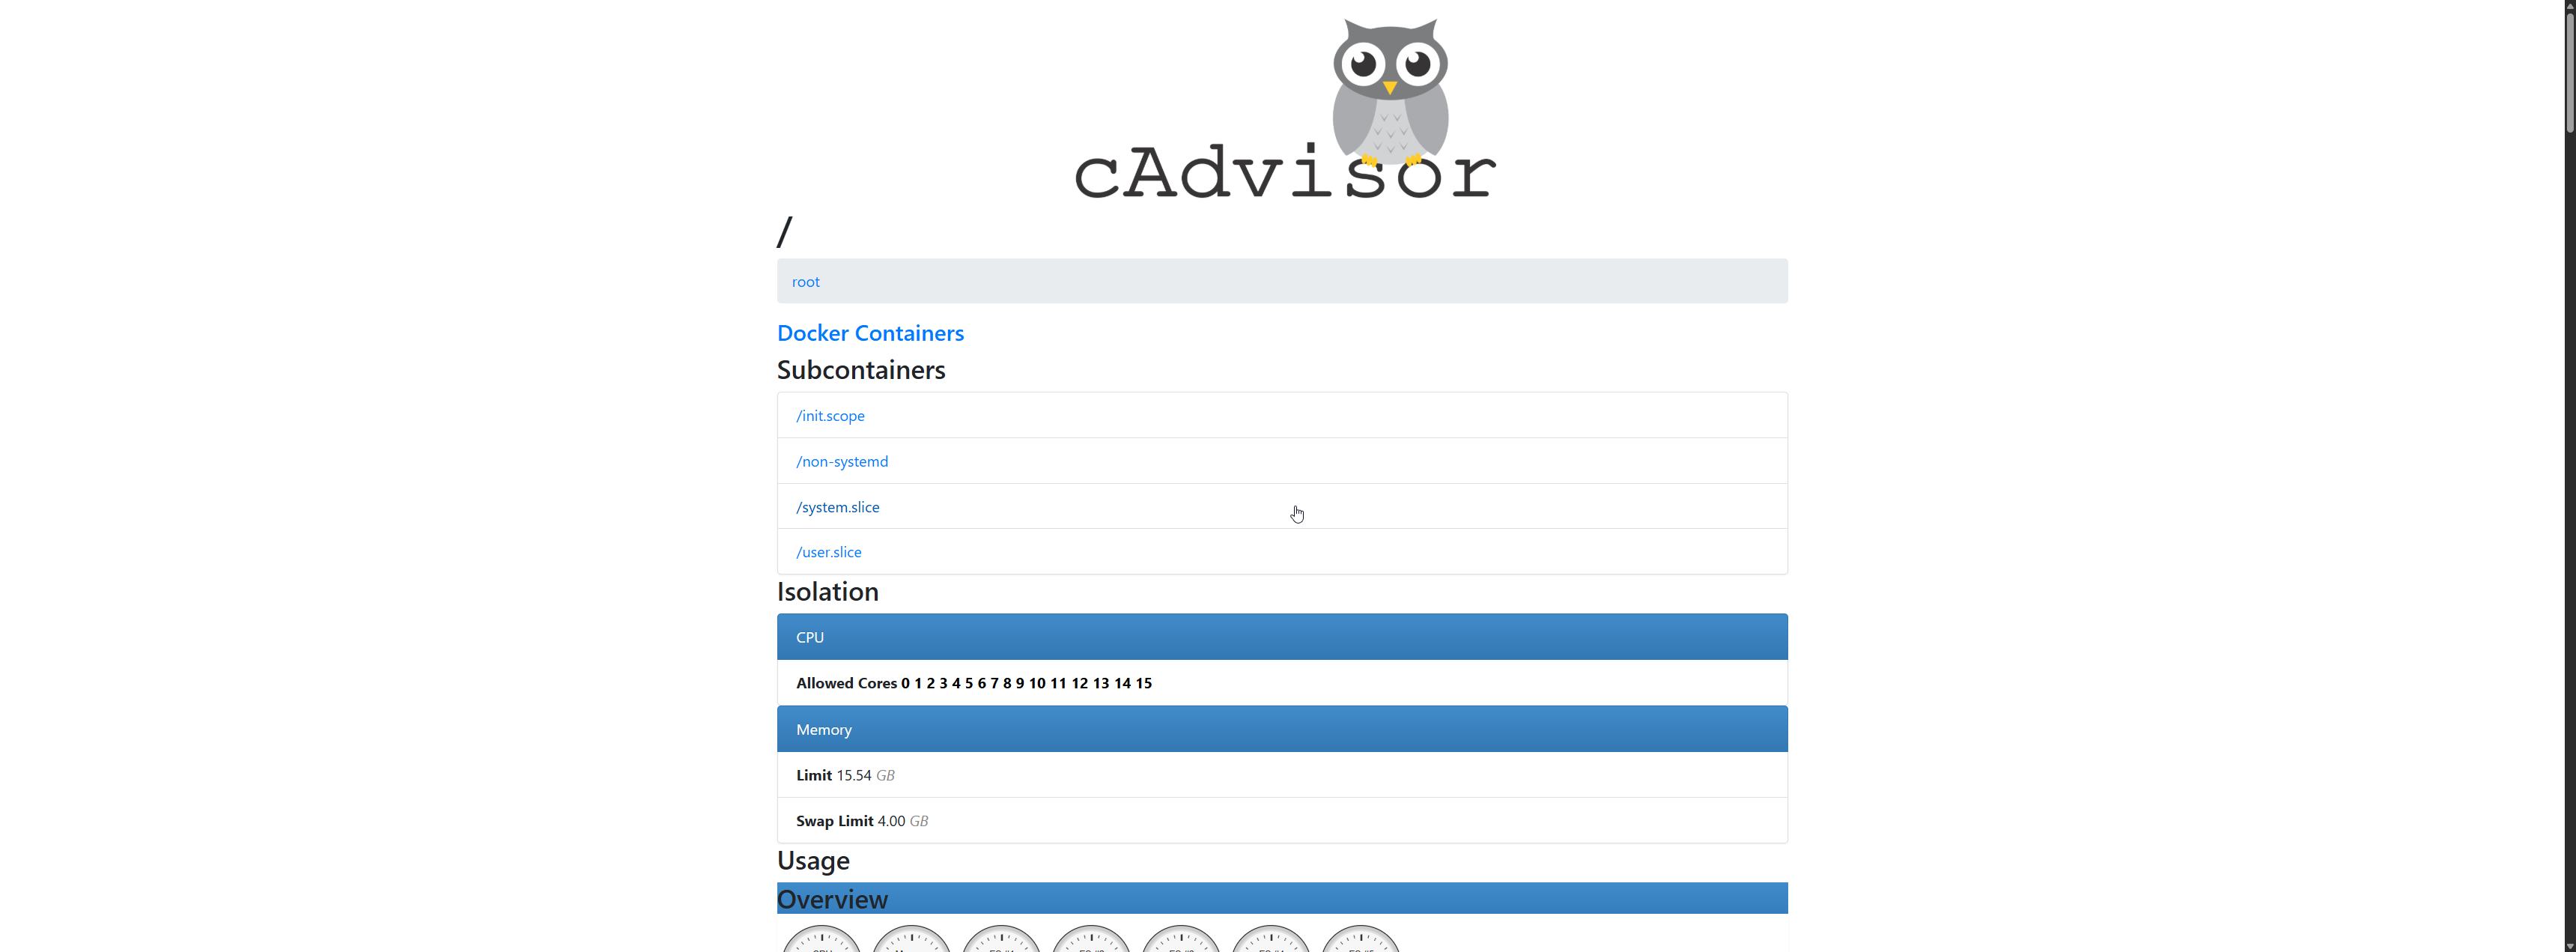 cAdvisor
/
root
Docker Containers
Subcontainers
/init.scope
/non-systemd
/system.slice
/user.slice
Isolation
CPU
Allowed Cores 0 1 2 3 4 5 6 7 8 9 10 11 12 13 14 15
Memory
Limit 15.54 GB
Swap Limit 4.00 GB
Usage
Overview